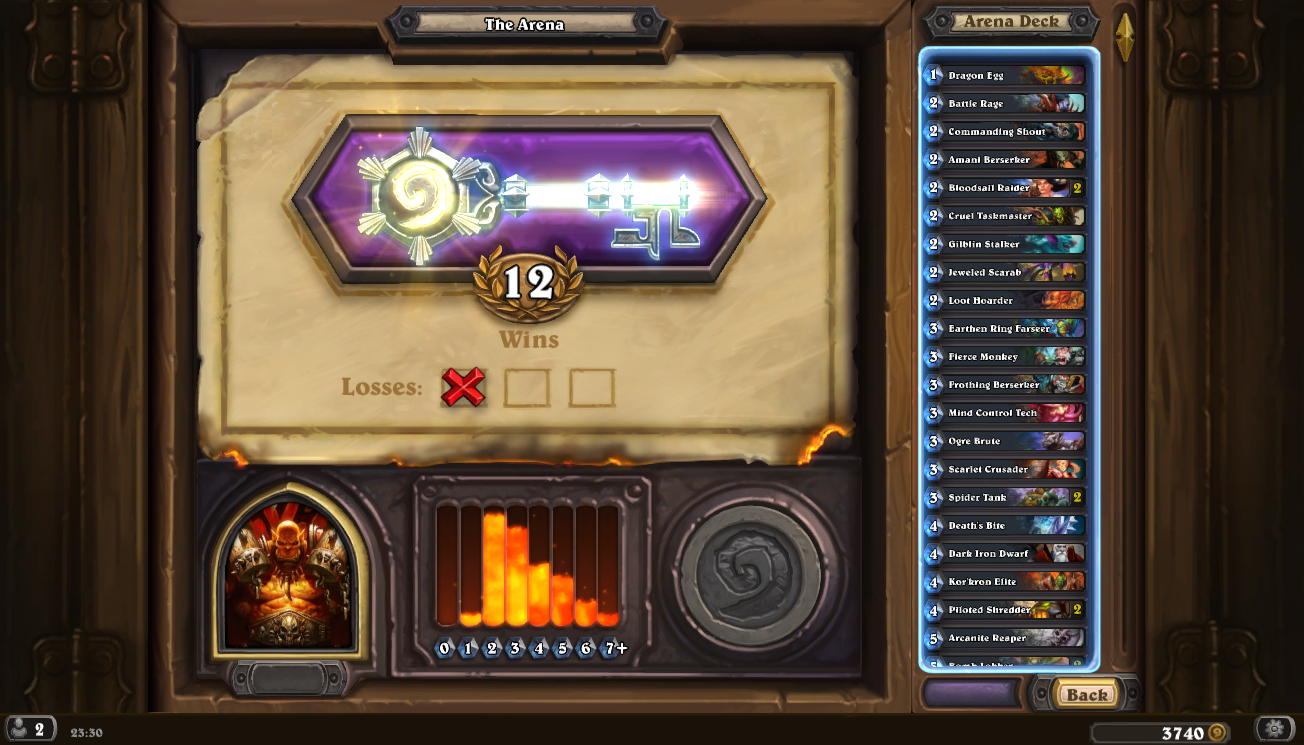 The Arena
12
Wins
Losses:
0 1 2 3 4 5 6 7+
Arena Deck
1 Dragon Egg
2 Battle Rage
2 Commanding Shout
2 Amani Berserker
2 Bloodsail Raider 2
2 Cruel Taskmaster
2 Gilblin Stalker
2 Jeweled Scarab
2 Loot Hoarder
3 Earthen Ring Farseer
3 Fierce Monkey
3 Frothing Berserker
3 Mind Control Tech
3 Ogre Brute
3 Scarlet Crusader
3 Spider Tank 2
4 Death's Bite
4 Dark Iron Dwarf
4 Kor'kron Elite
4 Piloted Shredder 2
5 Arcanite Reaper
5 Bomb Lobber 2
Back
2
23:30
3740